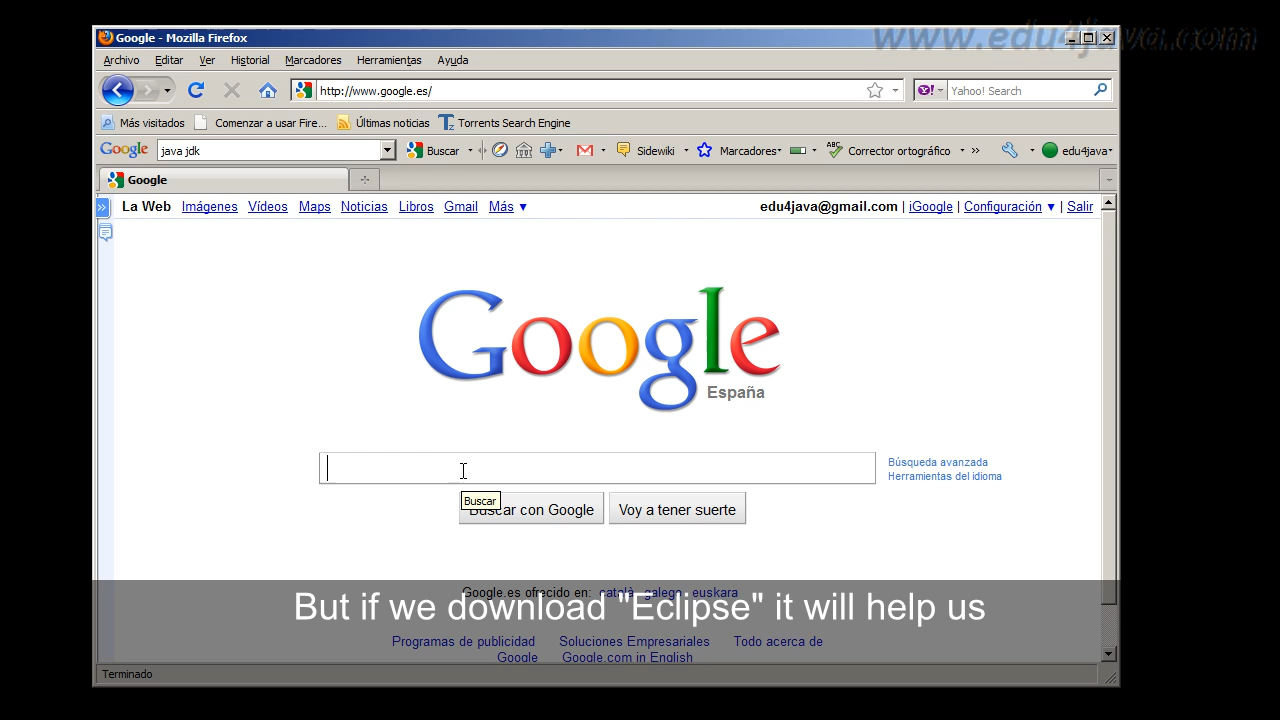 www.edu4java.com
Google - Mozilla Firefox
Archivo Editar Ver Historial Marcadores Herramientas Ayuda
http://www.google.es/ Yahoo! Search
Más visitados Comenzar a usar Fire... Últimas noticias Torrents Search Engine
Google java jdk Buscar Sidewiki Marcadores Corrector ortográfico » edu4java
Google
La Web Imágenes Vídeos Maps Noticias Libros Gmail Más ▼ edu4java@gmail.com | iGoogle | Configuración ▼ | Salir
Google
España
Búsqueda avanzada
Herramientas del idioma
Buscar
Buscar con Google Voy a tener suerte
Google.es ofrecido en: català galego euskara
But if we download "Eclipse" it will help us
Programas de publicidad Soluciones Empresariales Todo acerca de
Google Google.com in English
Terminado